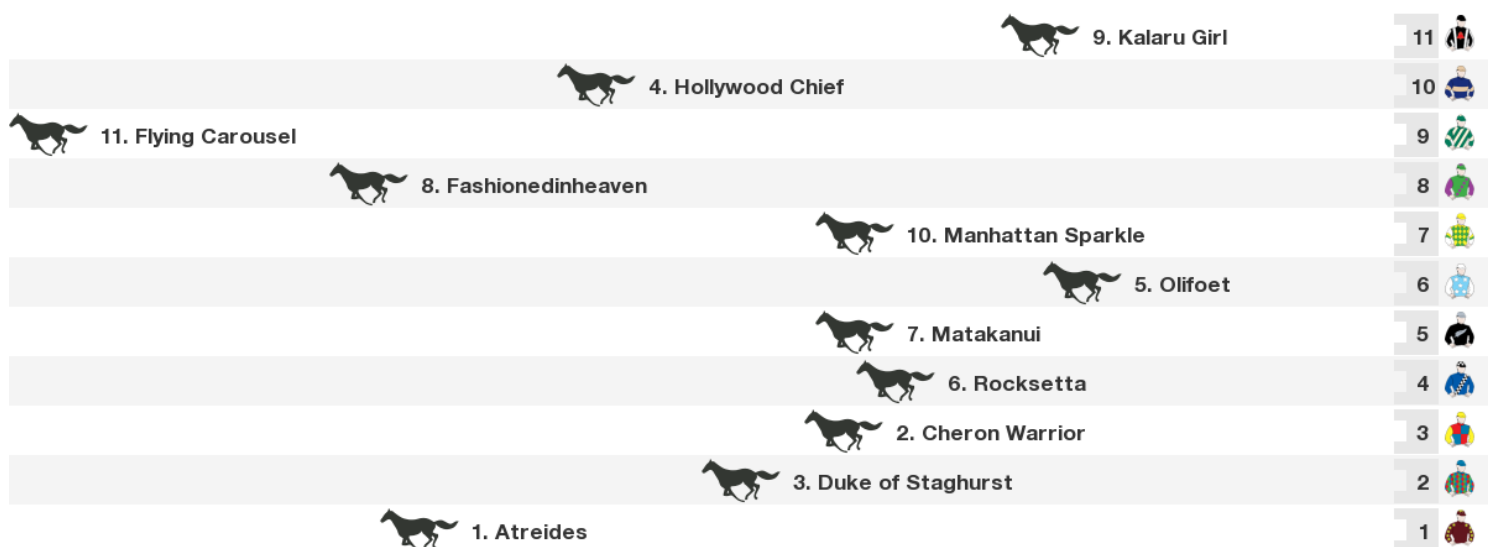 9. Kalaru Girl 11
4. Hollywood Chief 10
11. Flying Carousel 9
8. Fashionedinheaven 8
10. Manhattan Sparkle 7
5. Olifoet 6
7. Matakanui 5
6. Rocksetta 4
2. Cheron Warrior 3
3. Duke of Staghurst 2
1. Atreides 1